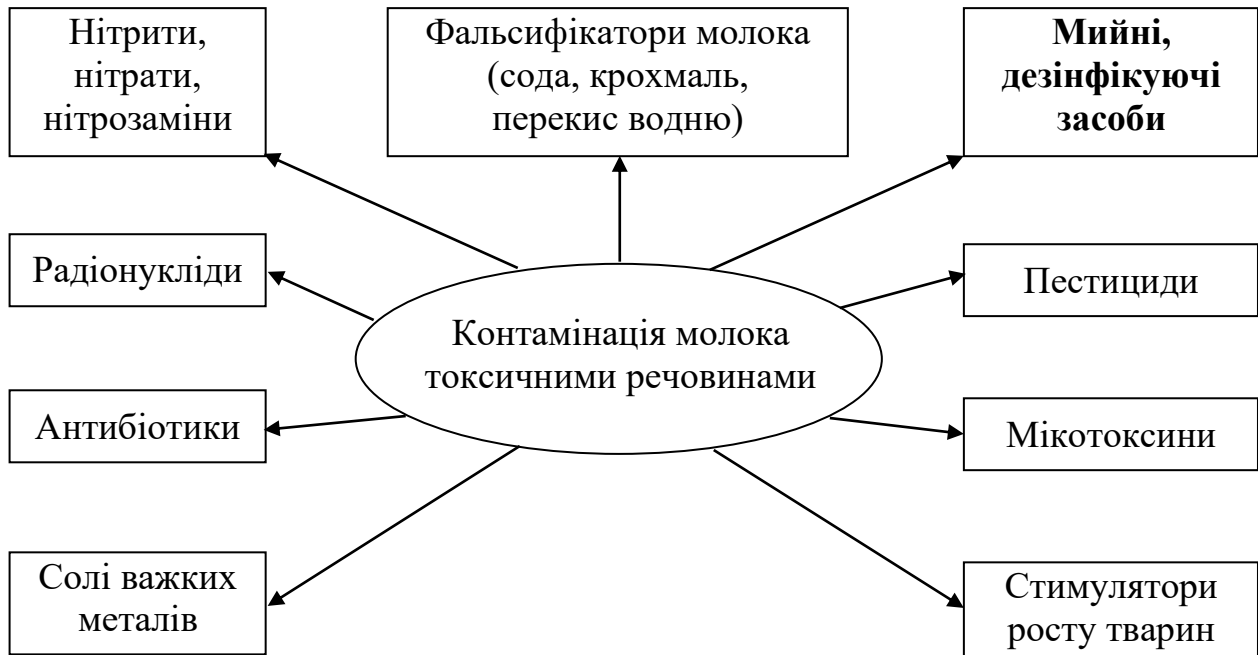 Нітрити,
нітрати,
нітрозаміни
Фальсифікатори молока
(сода, крохмаль,
перекис водню)
Мийні,
дезінфікуючі
засоби
Радіонукліди
Пестициди
Контамінація молока
токсичними речовинами
Антибіотики
Мікотоксини
Солі важких
металів
Стимулятори
росту тварин